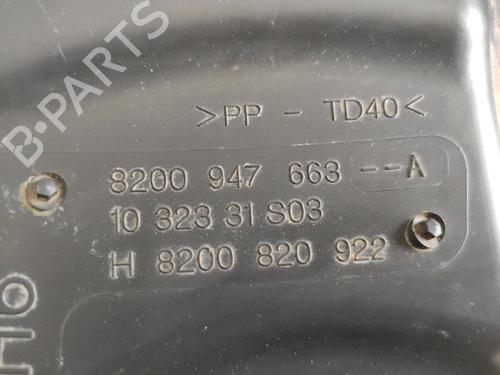 B-PARTS
>PP - TD40<
8200 947 663 --A
10 323 31 S03
H 8200 820 922